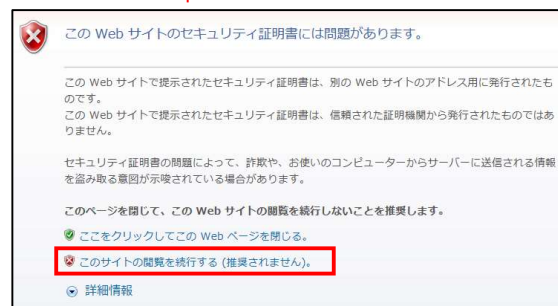 この Web サイトのセキュリティ証明書には問題があります。
この Web サイトで提示されたセキュリティ証明書は、別の Web サイトのアドレス用に発行されたも
のです。
この Web サイトで提示されたセキュリティ証明書は、信頼された証明機関から発行されたものではあ
りません。
セキュリティ証明書の問題によって、詐欺や、お使いのコンピューターからサーバーに送信される情報
を盗み取る意図が示唆されている場合があります。
このページを閉じて、この Web サイトの閲覧を続行しないことを推奨します。
ここをクリックしてこの Web ページを閉じる。
このサイトの閲覧を続行する (推奨されません)。
詳細情報